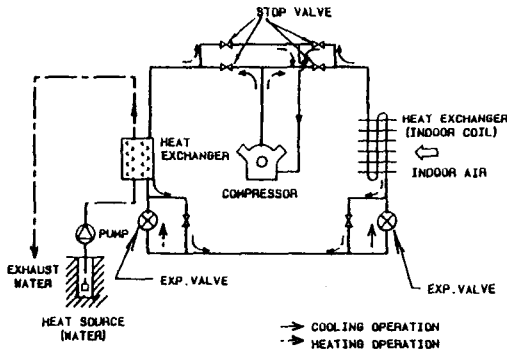 STOP VALVE
HEAT EXCHANGER
(INDOOR COIL)
HEAT
EXCHANGER
INDOOR AIR
COMPRESSOR
PUMP
EXHAUST
WATER
EXP.VALVE
EXP.VALVE
HEAT SOURCE
(WATER)
COOLING OPERATION
HEATING OPERATION